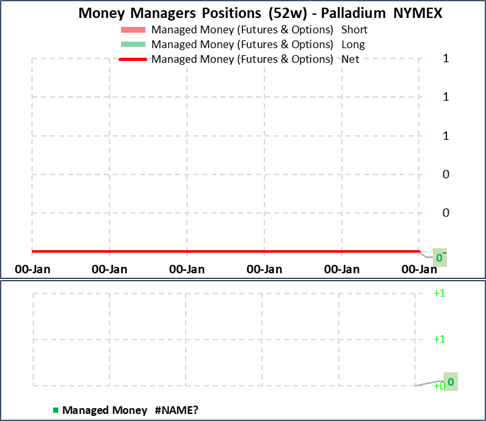 Money Managers Positions (52w) - Palladium NYMEX
Managed Money (Futures & Options) Short
Managed Money (Futures & Options) Long
Managed Money (Futures & Options) Net
1
1
1
0
0
0
00-Jan 00-Jan 00-Jan 00-Jan 00-Jan 00-Jan
+1
+1
+0 0
Managed Money #NAME?